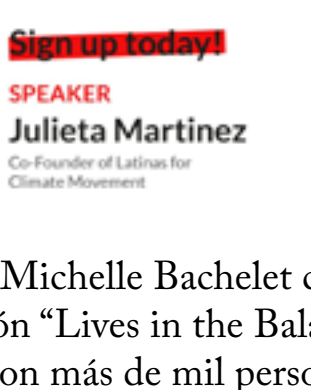 Sign up today!
SPEAKER
Julieta Martinez
Co-Founder of Latinas for
Climate Movement
Michelle Bachelet
“Lives in the
más de mil